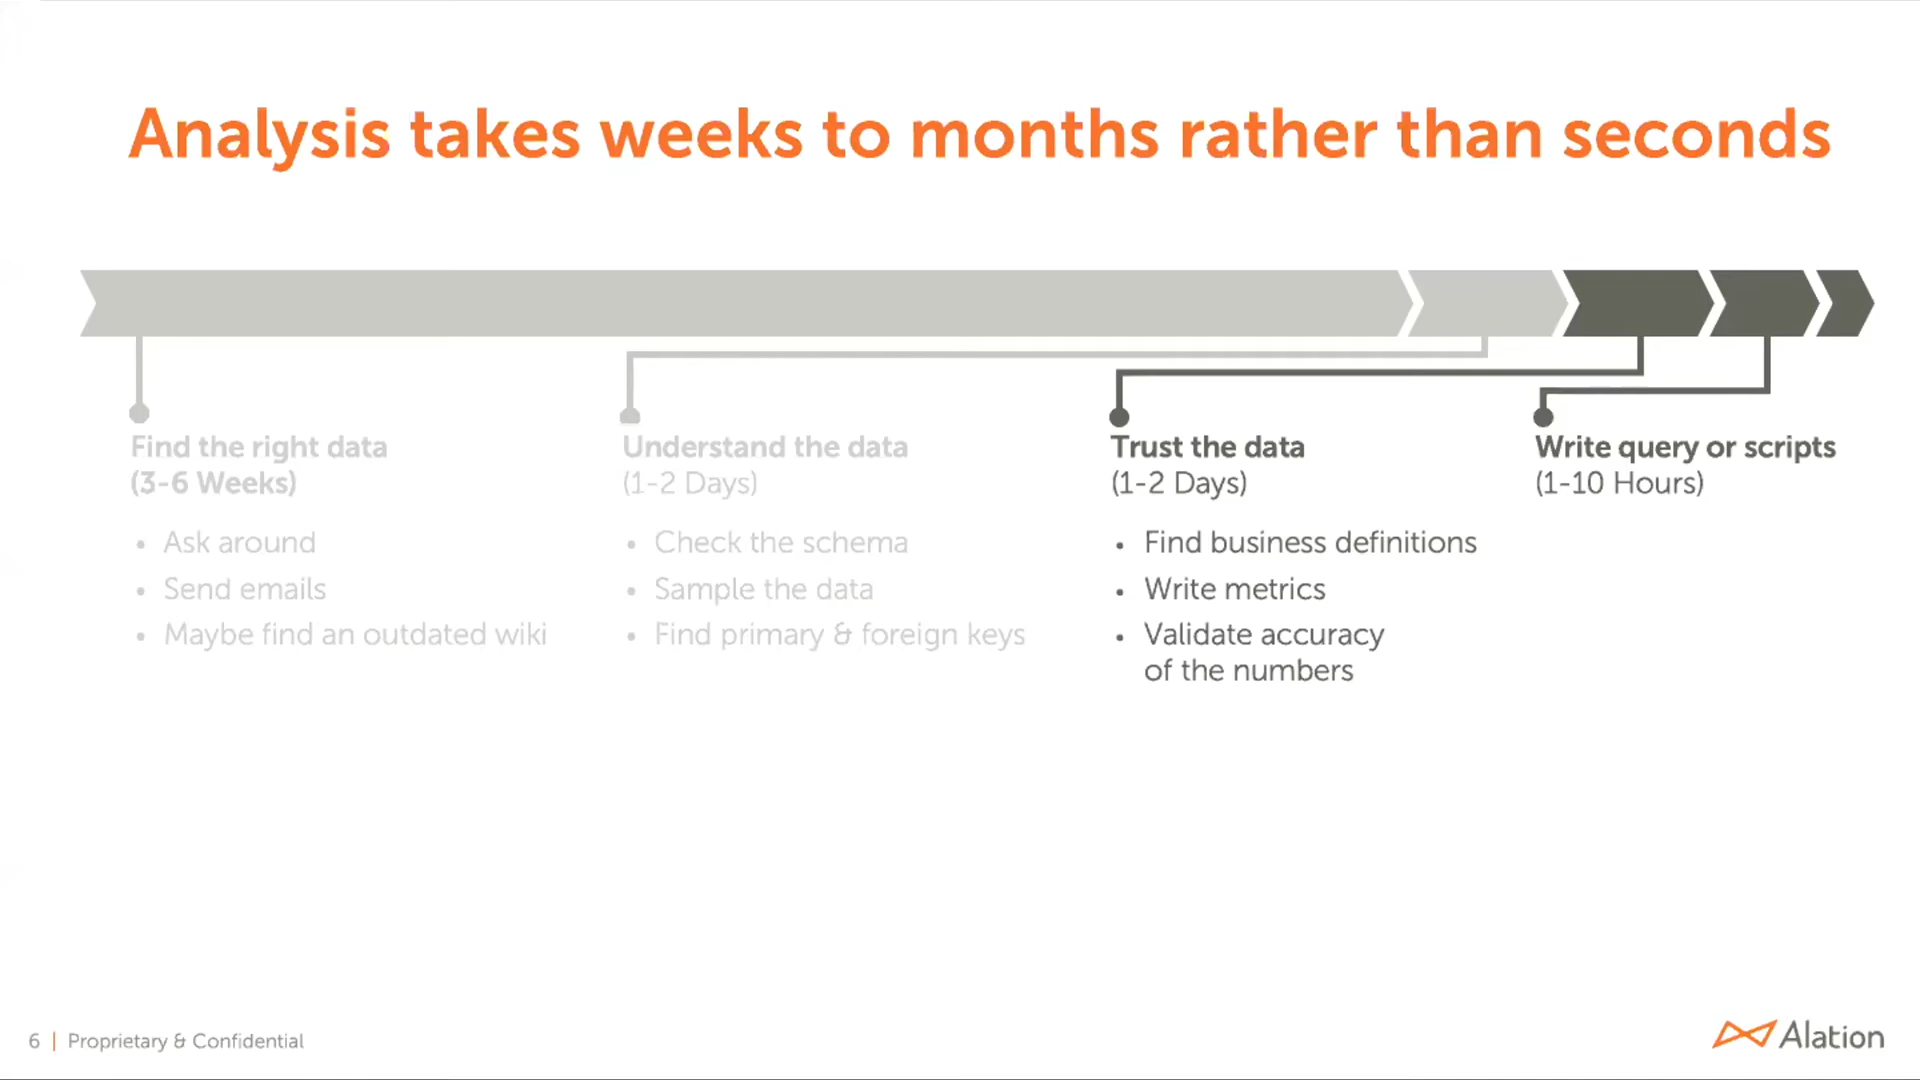 Analysis takes weeks to months rather than seconds
Find the right data
(3-6 Weeks)
• Ask around
• Send emails
• Maybe find an outdated wiki
Understand the data
(1-2 Days)
• Check the schema
• Sample the data
• Find primary & foreign keys
Trust the data
(1-2 Days)
• Find business definitions
• Write metrics
• Validate accuracy
of the numbers
Write query or scripts
(1-10 Hours)
6 | Proprietary & Confidential
Alation